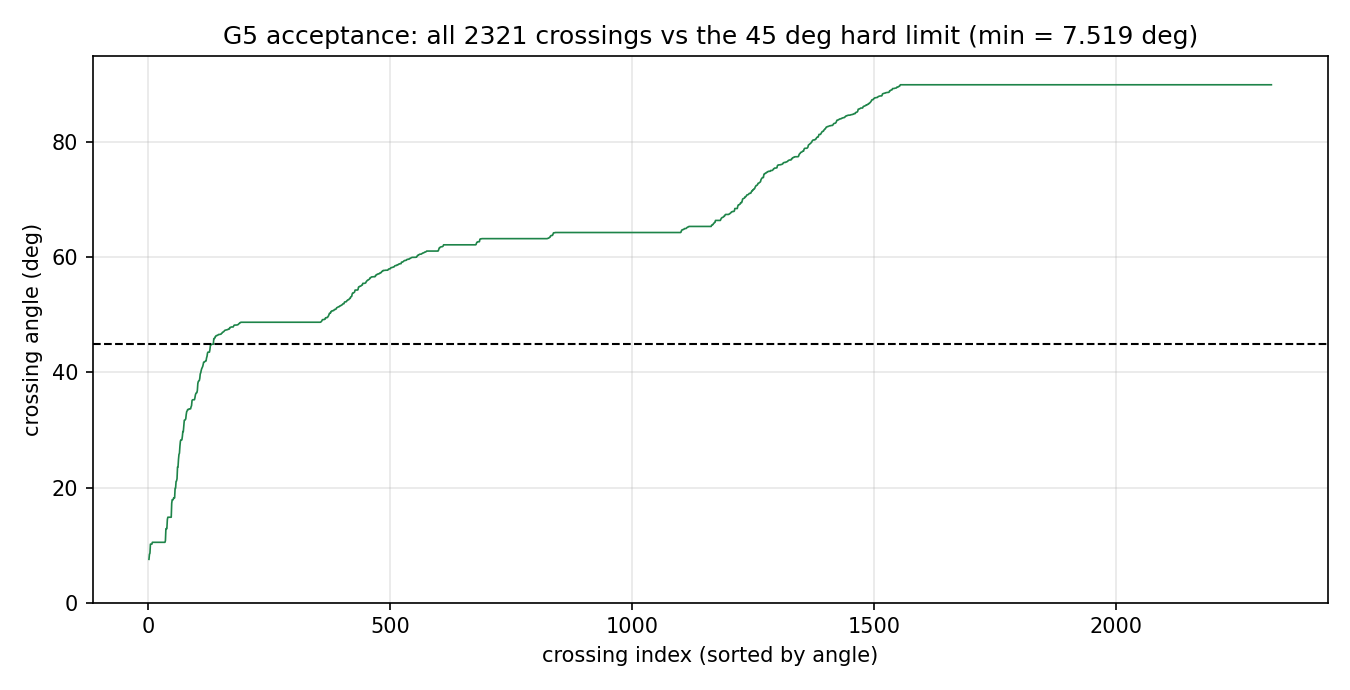 G5 acceptance: all 2321 crossings vs the 45 deg hard limit (min = 7.519 deg)
crossing angle (deg)
80
60
40
20
0
0 500 1000 1500 2000
crossing index (sorted by angle)